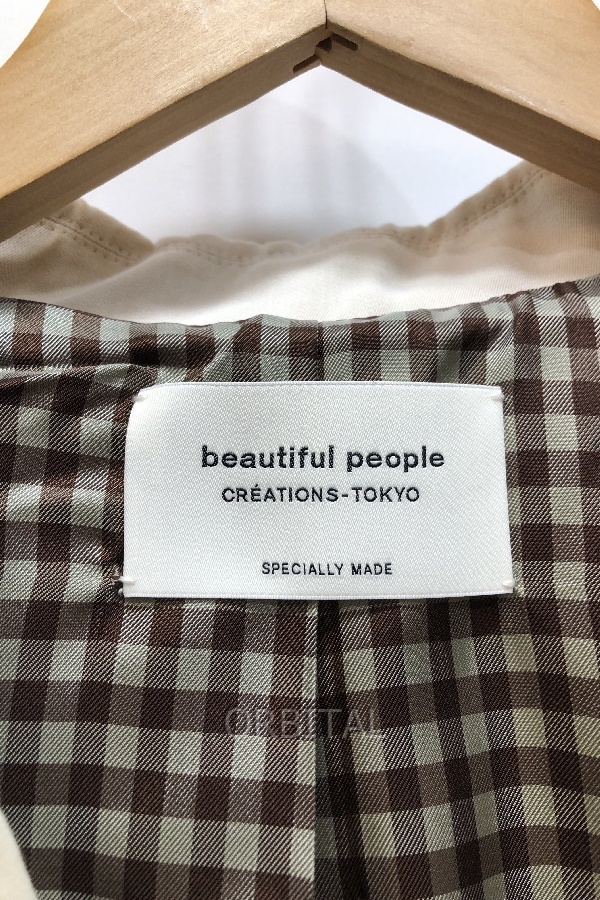 beautiful people
CRÉATIONS-TOKYO
SPECIALLY MADE
ORBITAL